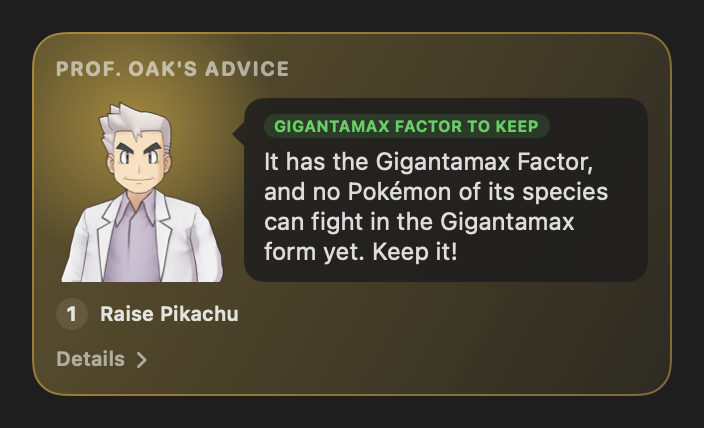 PROF. OAK'S ADVICE
GIGANTAMAX FACTOR TO KEEP
It has the Gigantamax Factor,
and no Pokémon of its species
can fight in the Gigantamax
form yet. Keep it!
1 Raise Pikachu
Details >